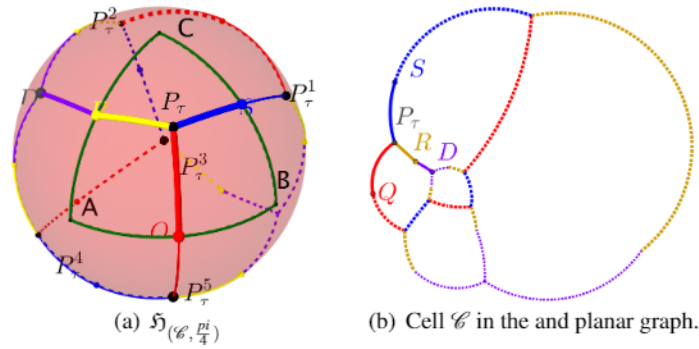 P_τ^2
C
P_τ
P_τ^1
P_τ^3
B
A
Q
P_τ^4
P_τ^5
(a) ℌ_(𝒞, pi/4)
S
P_τ
R
D
Q
(b) Cell 𝒞 in the and planar graph.